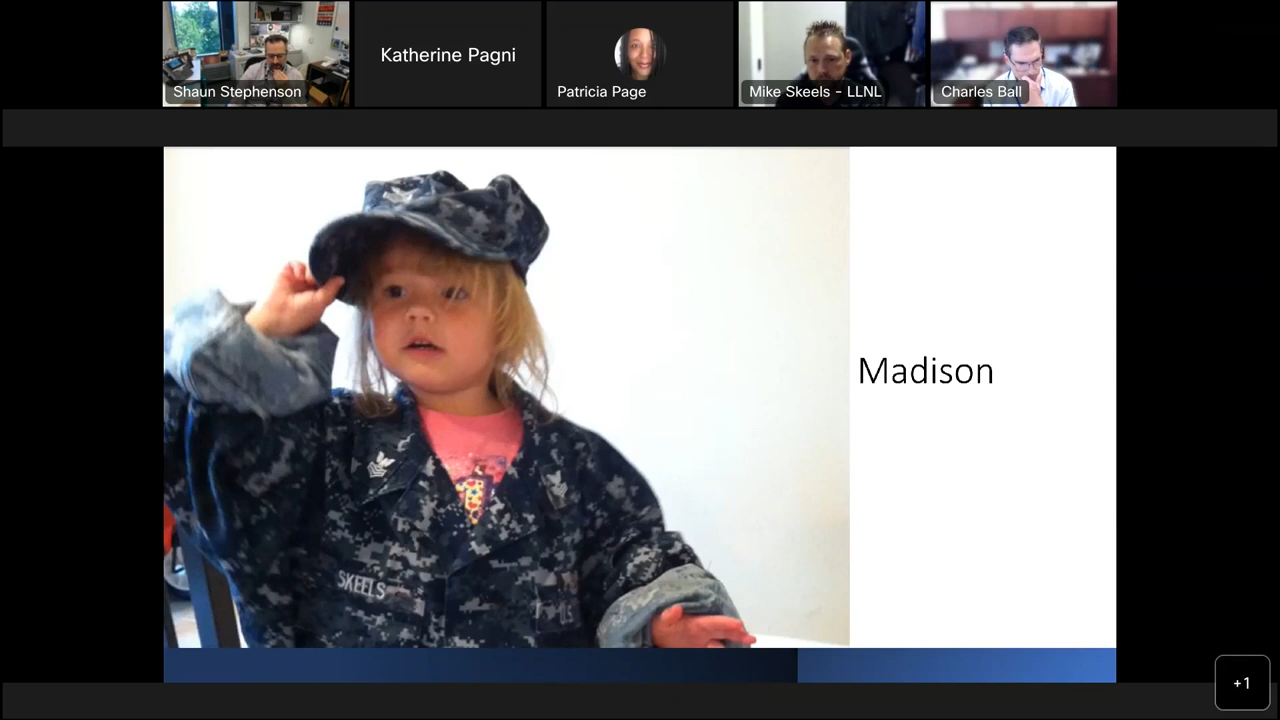 Shaun Stephenson
Katherine Pagni
Patricia Page
Mike Skeels - LLNL
Charles Ball
Madison
SKEELS
U.S.
+1